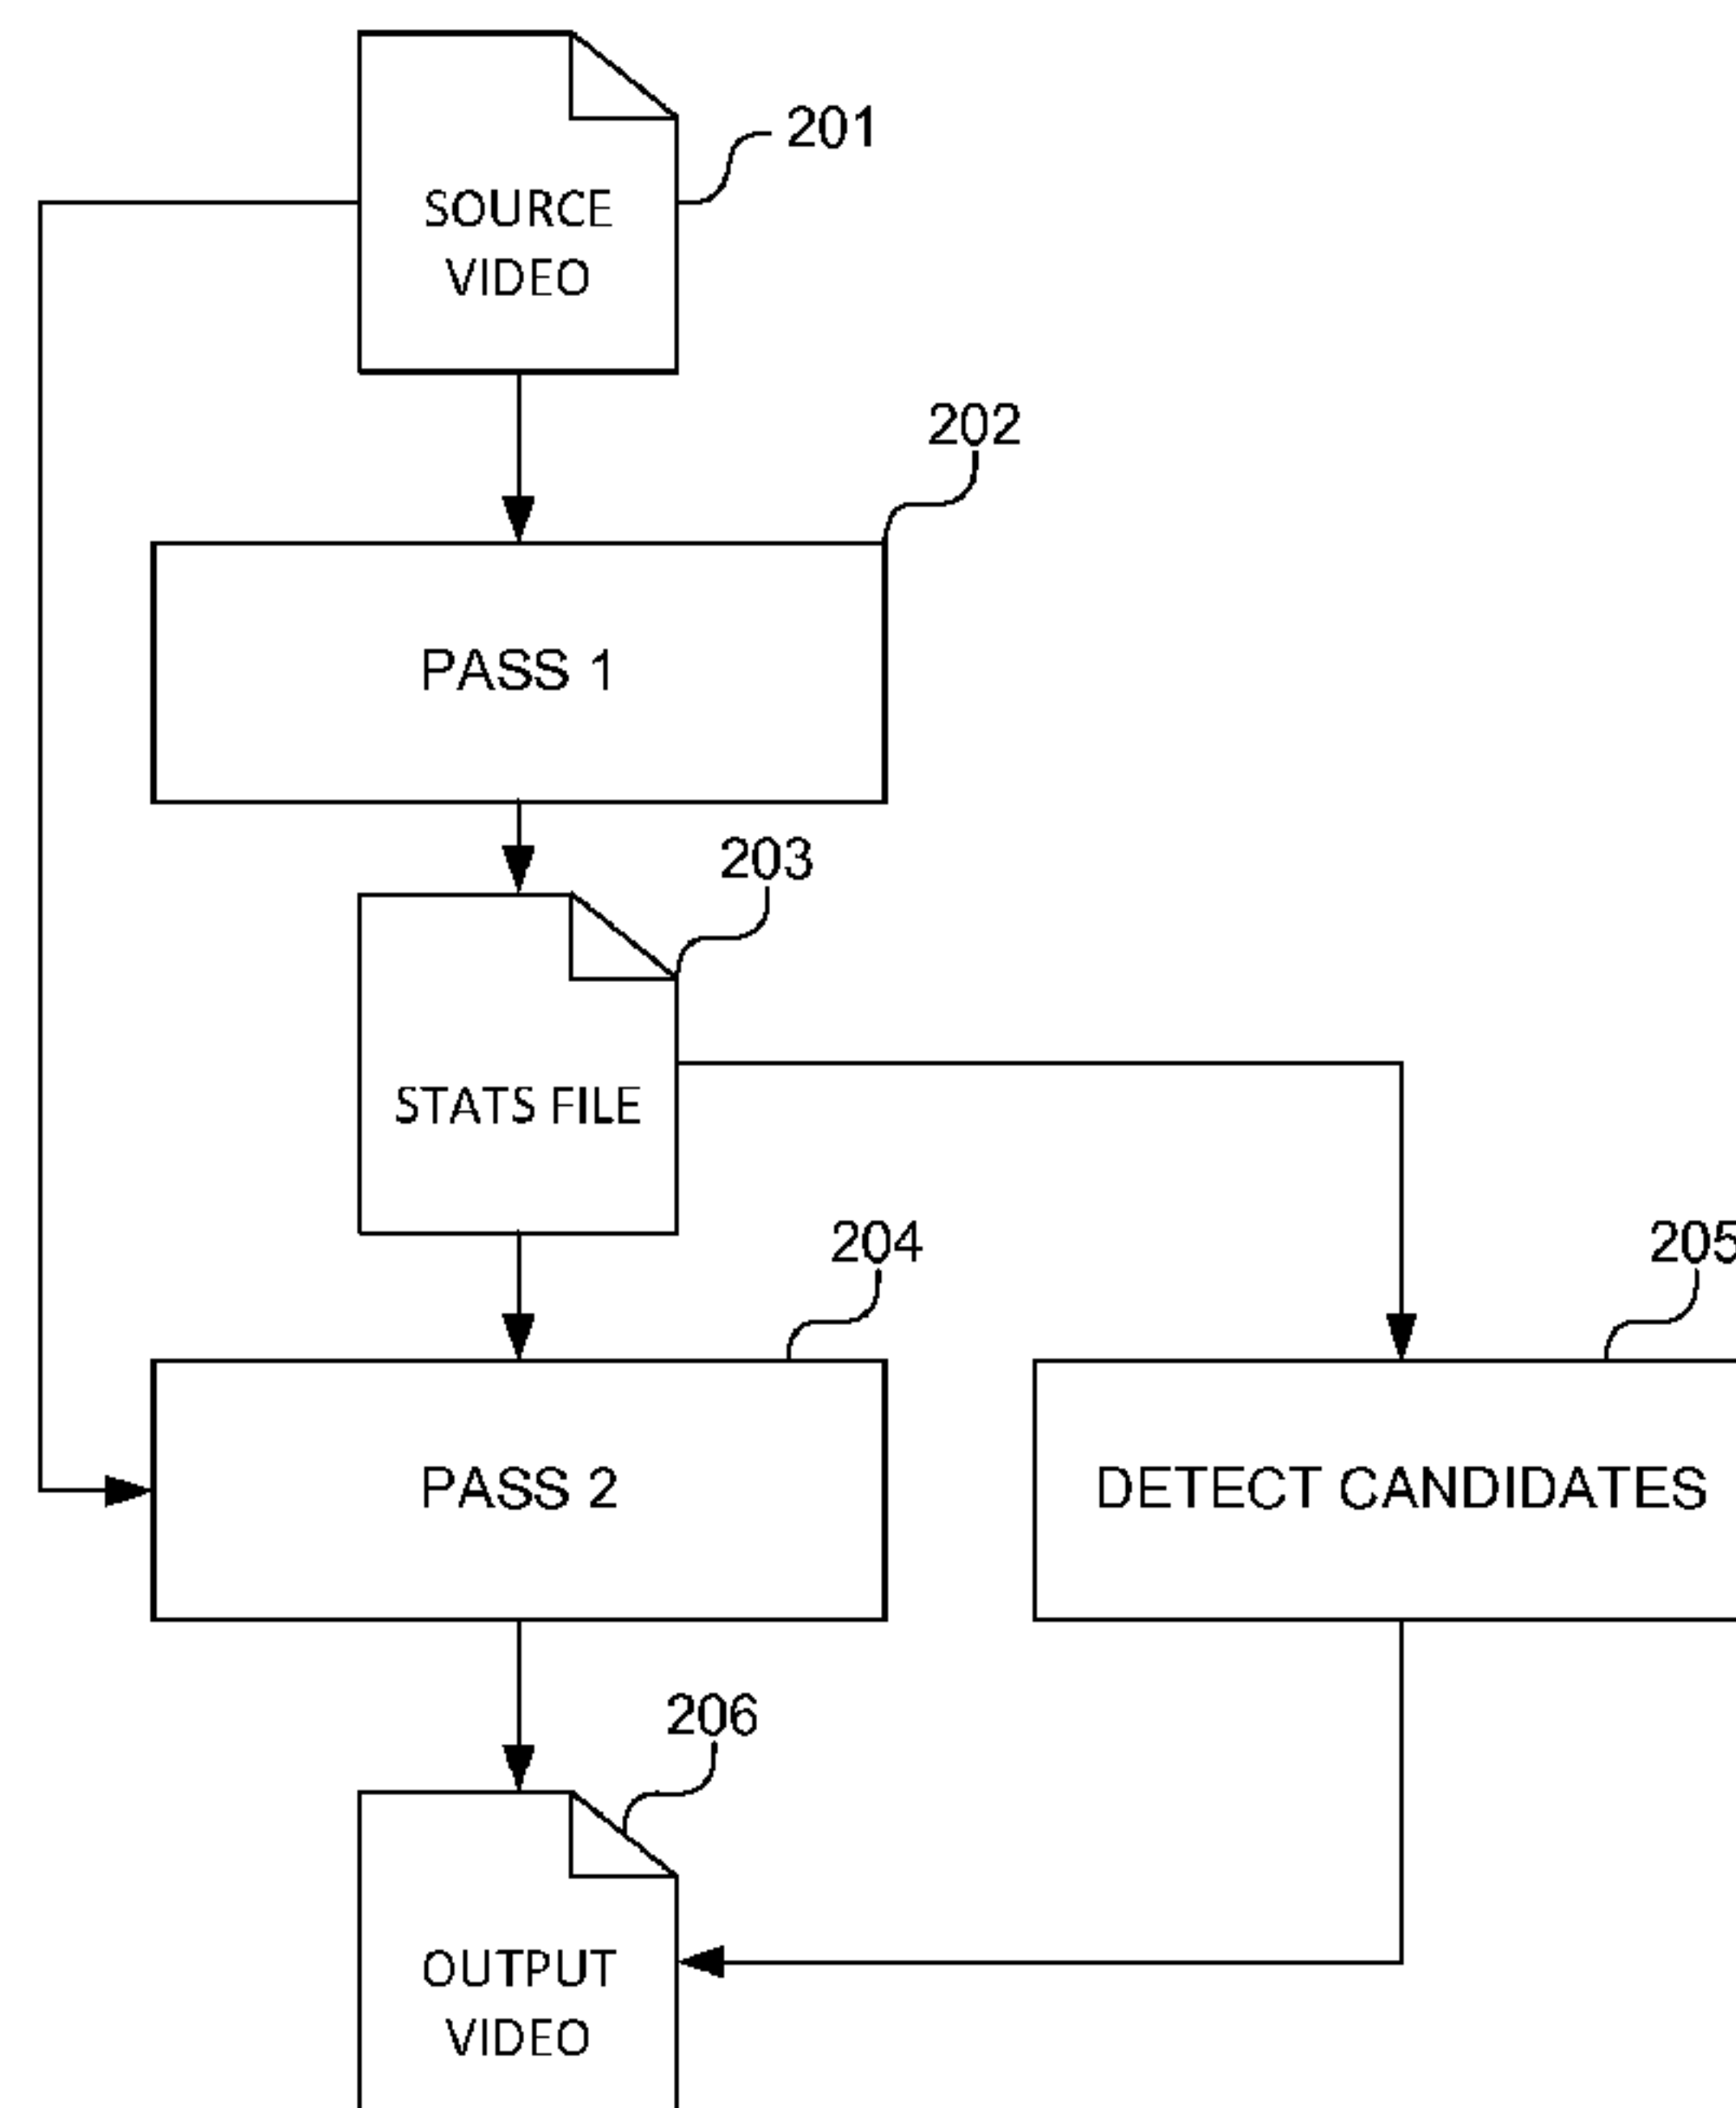 201
SOURCE
VIDEO
202
PASS 1
203
STATS FILE
204
205
PASS 2
DETECT CANDIDATES
206
OUTPUT
VIDEO